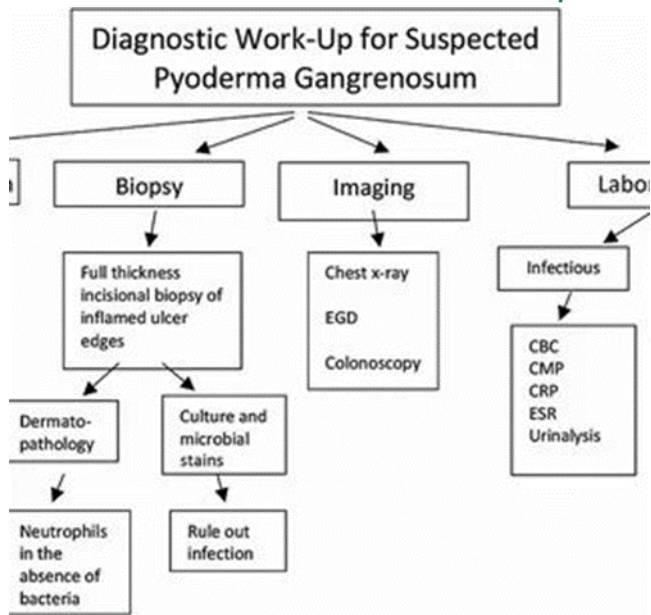 Diagnostic Work-Up for Suspected
Pyoderma Gangrenosum
Biopsy
Imaging
Full thickness
incisional biopsy of
inflamed ulcer
edges
Chest x-ray
EGD
Colonoscopy
Infectious
CBC
CMP
CRP
ESR
Urinalysis
Dermato-
pathology
Culture and
microbial
stains
Neutrophils
in the
absence of
bacteria
Rule out
infection